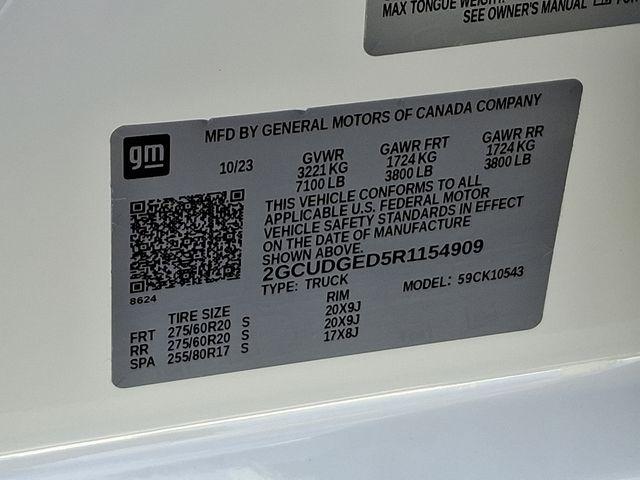 MAX TONGUE WEIGHT:
SEE OWNER'S MANUAL FOR
MFD BY GENERAL MOTORS OF CANADA COMPANY
gm
10/23 GVWR GAWR FRT GAWR RR
3221 KG 1724 KG 1724 KG
7100 LB 3800 LB 3800 LB
THIS VEHICLE CONFORMS TO ALL
APPLICABLE U.S. FEDERAL MOTOR
VEHICLE SAFETY STANDARDS IN EFFECT
ON THE DATE OF MANUFACTURE
SHOWN ABOVE.
2GCUDGED5R1154909
TYPE: TRUCK MODEL: 59CK10543
8624
TIRE SIZE RIM
FRT 275/60R20 S 20X9J
RR 275/60R20 S 20X9J
SPA 255/80R17 S 17X8J